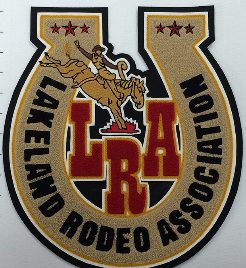 LRA
LAKELAND RODEO ASSOCIATION